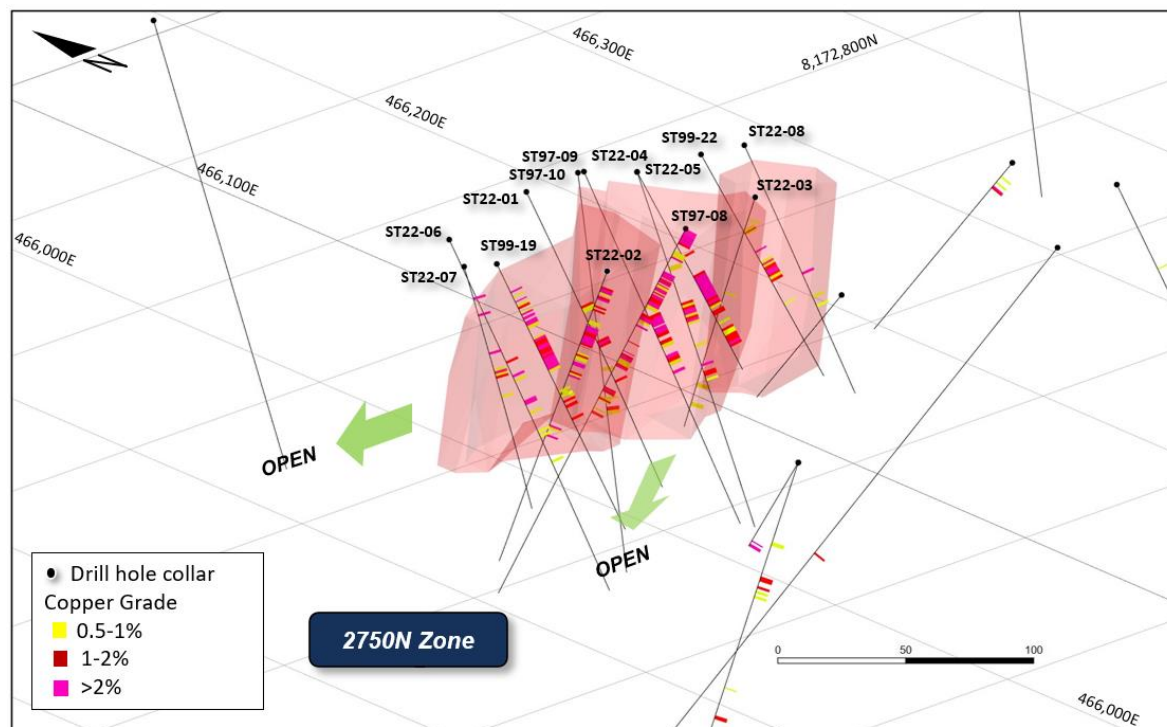 466,300E
8,172,800N
466,200E
466,100E
466,000E
N
ST99-22
ST22-08
ST97-09
ST22-04
ST97-10
ST22-05
ST22-01
ST22-03
ST97-08
ST22-06
ST99-19
ST22-02
ST22-07
OPEN
OPEN
Drill hole collar
Copper Grade
0.5-1%
1-2%
>2%
2750N Zone
0
50
100
466,000E